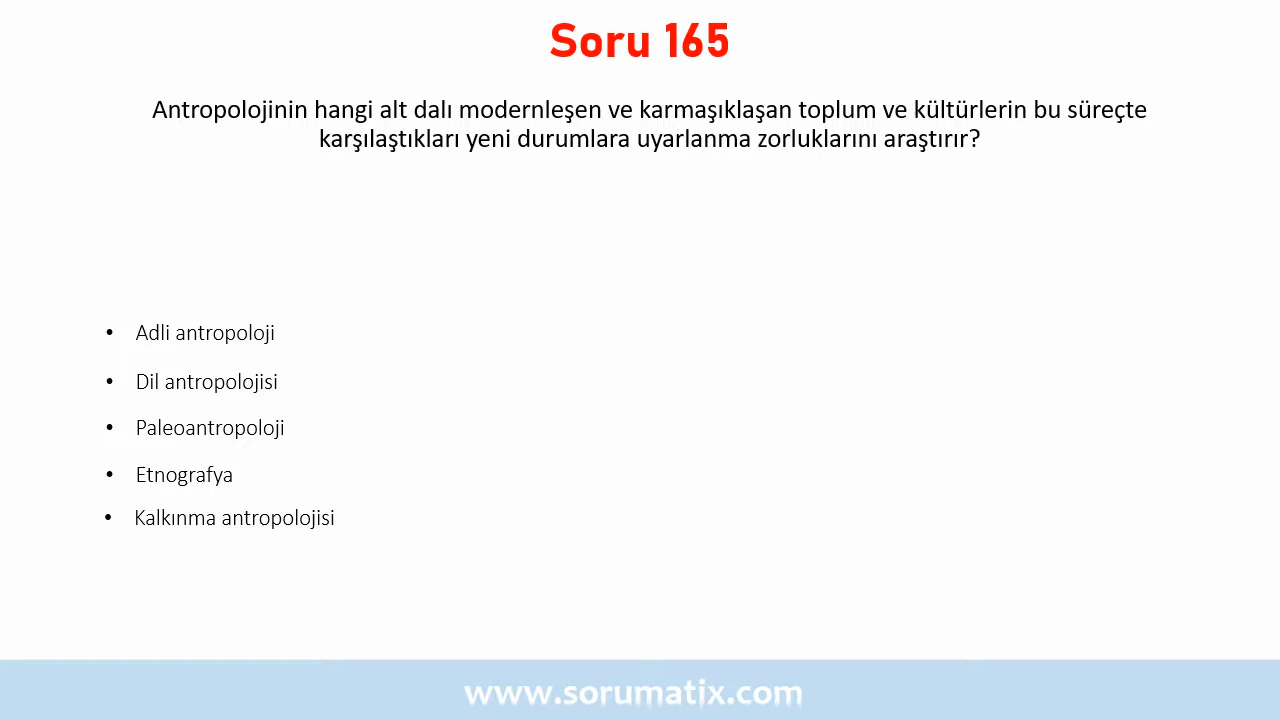 Soru 165
Antropolojinin hangi alt dalı modernleşen ve karmaşıklaşan toplum ve kültürlerin bu süreçte
karşılaştıkları yeni durumlara uyarlanma zorluklarını araştırır?
• Adli antropoloji
• Dil antropolojisi
• Paleoantropoloji
• Etnografya
• Kalkınma antropolojisi
www.sorumatix.com